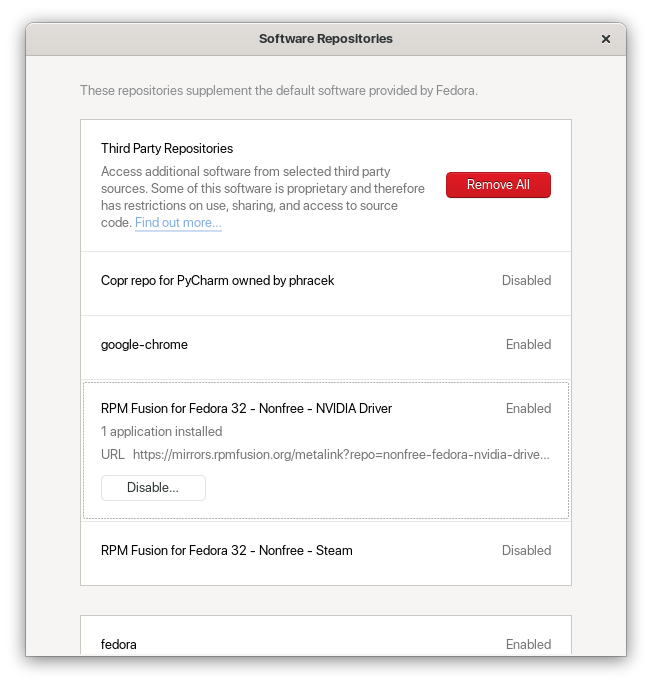 Software Repositories
These repositories supplement the default software provided by Fedora.
Third Party Repositories
Access additional software from selected third party
sources. Some of this software is proprietary and therefore
has restrictions on use, sharing, and access to source
code. Find out more...
Remove All
Copr repo for PyCharm owned by phracek Disabled
google-chrome Enabled
RPM Fusion for Fedora 32 - Nonfree - NVIDIA Driver Enabled
1 application installed
URL https://mirrors.rpmfusion.org/metalink?repo=nonfree-fedora-nvidia-drive...
Disable...
RPM Fusion for Fedora 32 - Nonfree - Steam Disabled
fedora Enabled